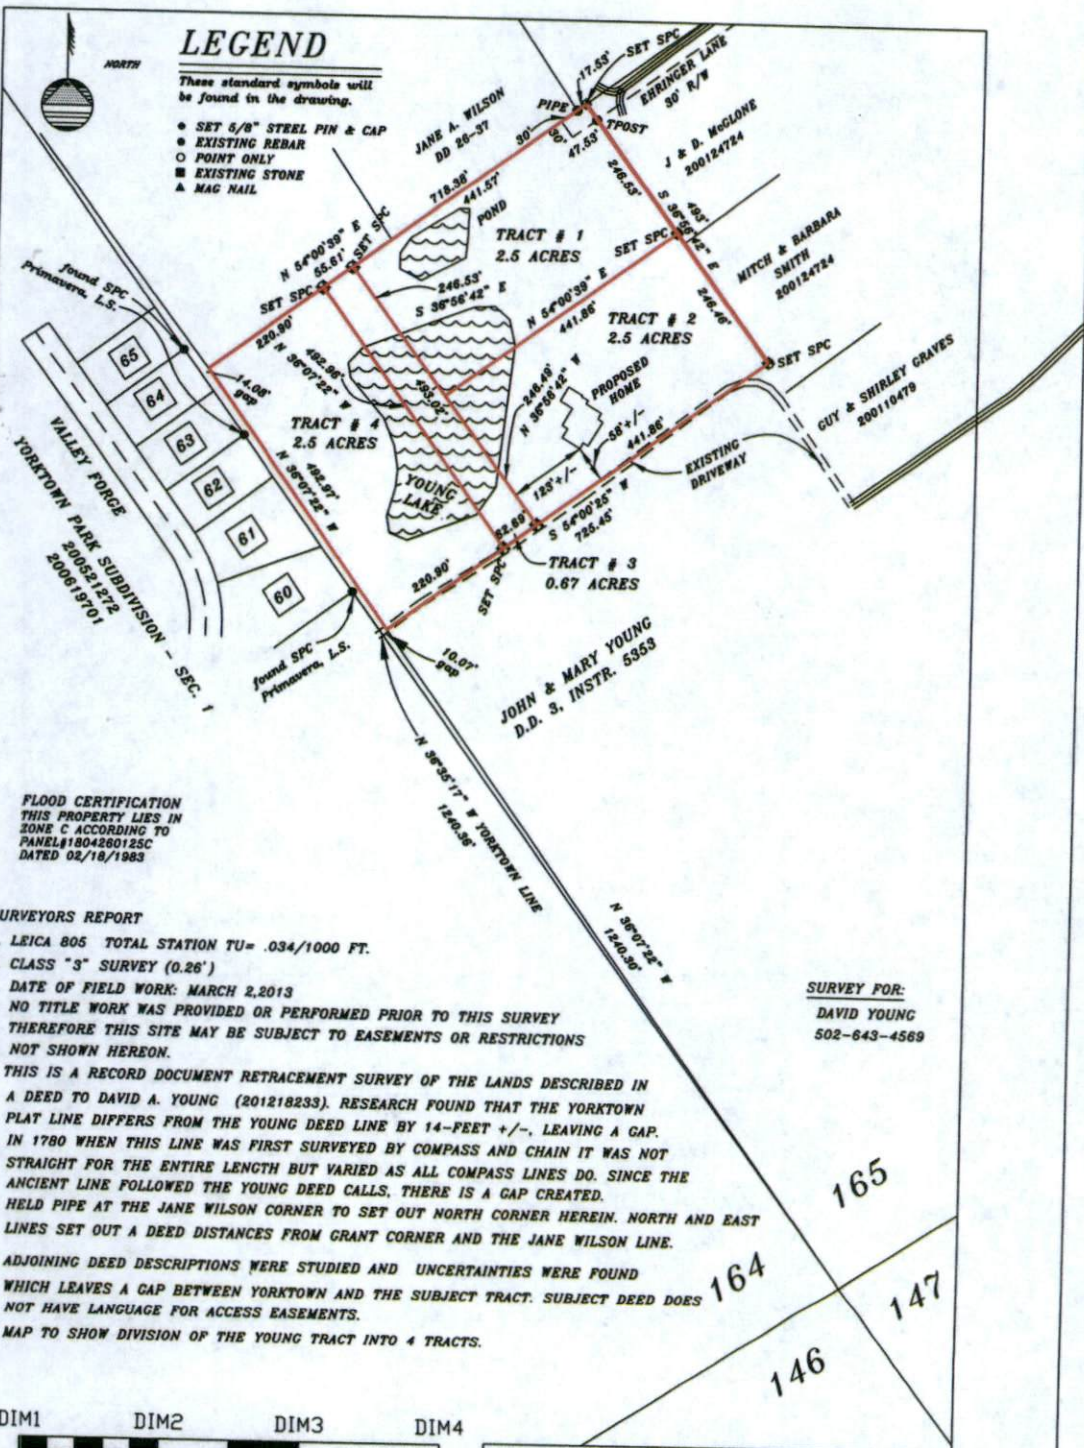 LEGEND
These standard symbols will
be found in the drawing.
SET 5/8" STEEL PIN & CAP
EXISTING REBAR
POINT ONLY
EXISTING STONE
MAG NAIL
NORTH
JANE A. WILSON
DD 26-37
PIPE
17.53'
SET SPC
EHRINGER LANE
30' R/W
TPOST
30'
30'
47.53'
J & D. McGLONE
200124724
718.38'
441.57'
POND
246.53'
S 36°56'42" E
493'
SET SPC
N 54°00'39" E
55.61'
SET SPC
TRACT # 1
2.5 ACRES
SET SPC
MITCH & BARBARA
SMITH
200124724
found SPC
Primavera, L.S.
220.90'
246.53'
S 36°56'42" E
N 54°00'39" E
441.86'
TRACT # 2
2.5 ACRES
246.46'
SET SPC
65
64
63
62
61
60
14.08'
gap
N 36°07'22" W
492.96'
493.02'
246.49'
N 36°56'42" W
PROPOSED
HOME
58'+/-
441.86'
GUY & SHIRLEY GRAVES
200110479
TRACT # 4
2.5 ACRES
492.97'
N 36°07'22" W
YOUNG
LAKE
123'+/-
EXISTING
DRIVEWAY
S 54°00'25" W
725.45'
62.69'
TRACT # 3
0.67 ACRES
220.90'
SET SPC
VALLEY FORGE
YORKTOWN PARK SUBDIVISION - SEC. 1
200521272
200619701
found SPC
Primavera, L.S.
10.07'
gap
JOHN & MARY YOUNG
D.D. 3, INSTR. 5353
N 36°35'17" W YORKTOWN LINE
1240.36'
N 36°07'22" W
1240.30'
FLOOD CERTIFICATION
THIS PROPERTY LIES IN
ZONE C ACCORDING TO
PANEL#1804260125C
DATED 02/18/1983
URVEYORS REPORT
LEICA 805 TOTAL STATION TU= .034/1000 FT.
CLASS "3" SURVEY (0.26')
DATE OF FIELD WORK: MARCH 2,2013
NO TITLE WORK WAS PROVIDED OR PERFORMED PRIOR TO THIS SURVEY
THEREFORE THIS SITE MAY BE SUBJECT TO EASEMENTS OR RESTRICTIONS
NOT SHOWN HEREON.
THIS IS A RECORD DOCUMENT RETRACEMENT SURVEY OF THE LANDS DESCRIBED IN
A DEED TO DAVID A. YOUNG (201218233). RESEARCH FOUND THAT THE YORKTOWN
PLAT LINE DIFFERS FROM THE YOUNG DEED LINE BY 14-FEET +/-, LEAVING A GAP.
IN 1780 WHEN THIS LINE WAS FIRST SURVEYED BY COMPASS AND CHAIN IT WAS NOT
STRAIGHT FOR THE ENTIRE LENGTH BUT VARIED AS ALL COMPASS LINES DO. SINCE THE
ANCIENT LINE FOLLOWED THE YOUNG DEED CALLS, THERE IS A GAP CREATED.
HELD PIPE AT THE JANE WILSON CORNER TO SET OUT NORTH CORNER HEREIN. NORTH AND EAST
LINES SET OUT A DEED DISTANCES FROM GRANT CORNER AND THE JANE WILSON LINE.
ADJOINING DEED DESCRIPTIONS WERE STUDIED AND UNCERTAINTIES WERE FOUND
WHICH LEAVES A GAP BETWEEN YORKTOWN AND THE SUBJECT TRACT. SUBJECT DEED DOES
NOT HAVE LANGUAGE FOR ACCESS EASEMENTS.
MAP TO SHOW DIVISION OF THE YOUNG TRACT INTO 4 TRACTS.
SURVEY FOR:
DAVID YOUNG
502-643-4569
165
164
147
146
DIM1
DIM2
DIM3
DIM4